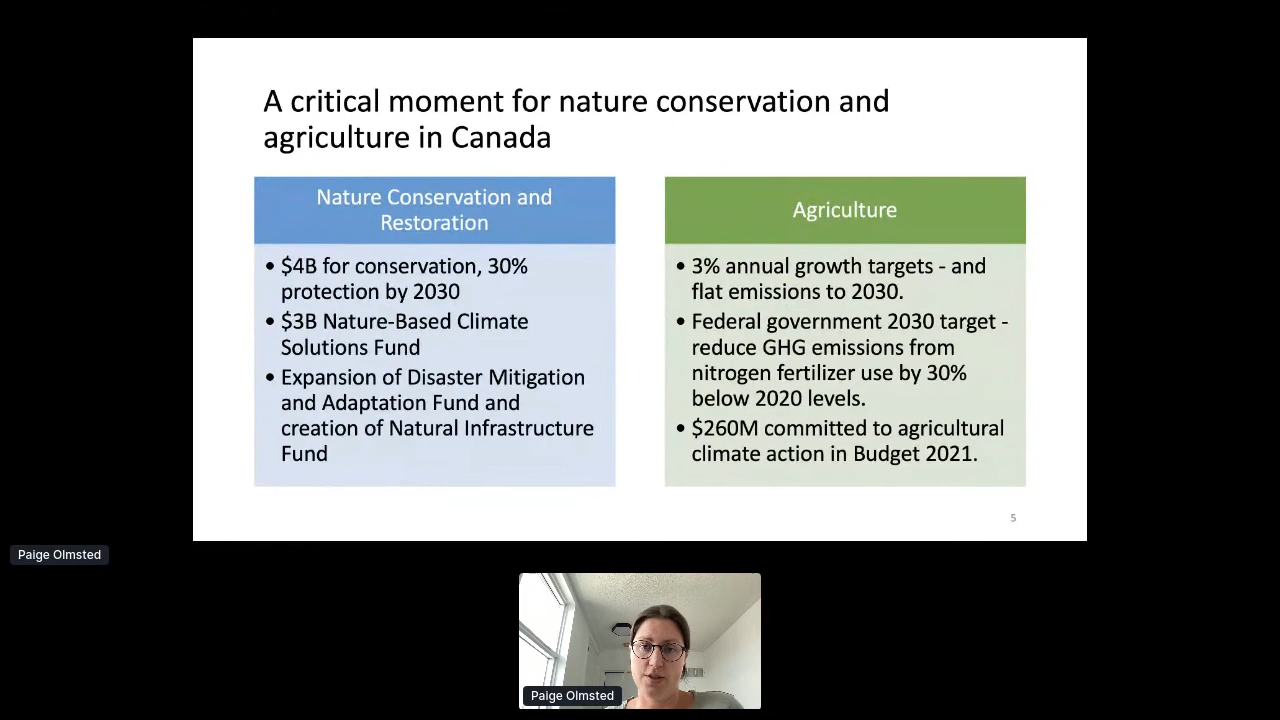 A critical moment for nature conservation and
agriculture in Canada
Nature Conservation and
Restoration
• $4B for conservation, 30%
protection by 2030
• $3B Nature-Based Climate
Solutions Fund
• Expansion of Disaster Mitigation
and Adaptation Fund and
creation of Natural Infrastructure
Fund
Agriculture
• 3% annual growth targets - and
flat emissions to 2030.
• Federal government 2030 target -
reduce GHG emissions from
nitrogen fertilizer use by 30%
below 2020 levels.
• $260M committed to agricultural
climate action in Budget 2021.
5
Paige Olmsted
Paige Olmsted